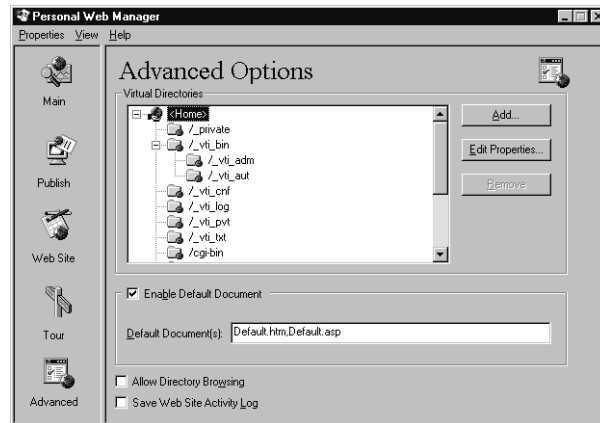 Personal Web Manager
Properties View Help
Main
Publish
Web Site
Tour
Advanced
Advanced Options
Virtual Directories
<Home>
/_private
/_vti_bin
/_vti_adm
/_vti_aut
/_vti_cnf
/_vti_log
/_vti_pvt
/_vti_txt
/cgi-bin
Add...
Edit Properties...
Remove
Enable Default Document
Default Document(s): Default.htm,Default.asp
Allow Directory Browsing
Save Web Site Activity Log